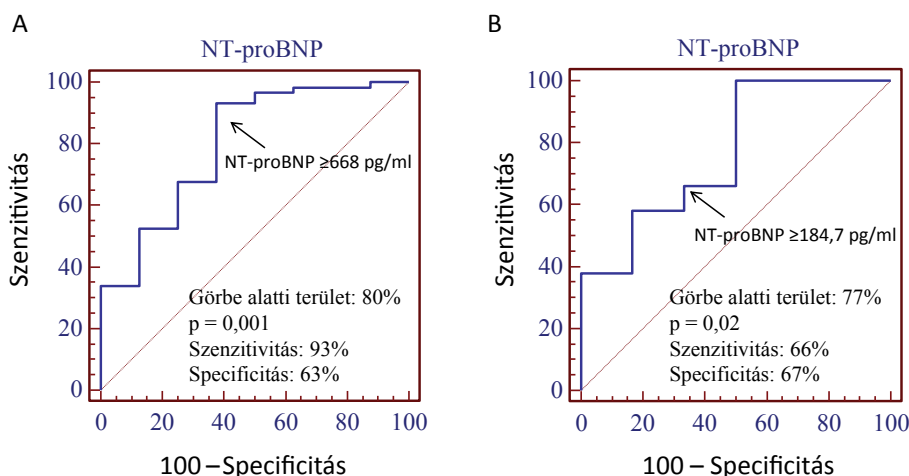 A
NT-proBNP
100
80
60
40
20
0
Szenzitivitás
NT-proBNP ≥668 pg/ml
Görbe alatti terület: 80%
p = 0,001
Szenzitivitás: 93%
Specificitás: 63%
0 20 40 60 80 100
100 – Specificitás
B
NT-proBNP
100
80
60
40
20
0
Szenzitivitás
NT-proBNP ≥184,7 pg/ml
Görbe alatti terület: 77%
p = 0,02
Szenzitivitás: 66%
Specificitás: 67%
0 20 40 60 80 100
100 – Specificitás